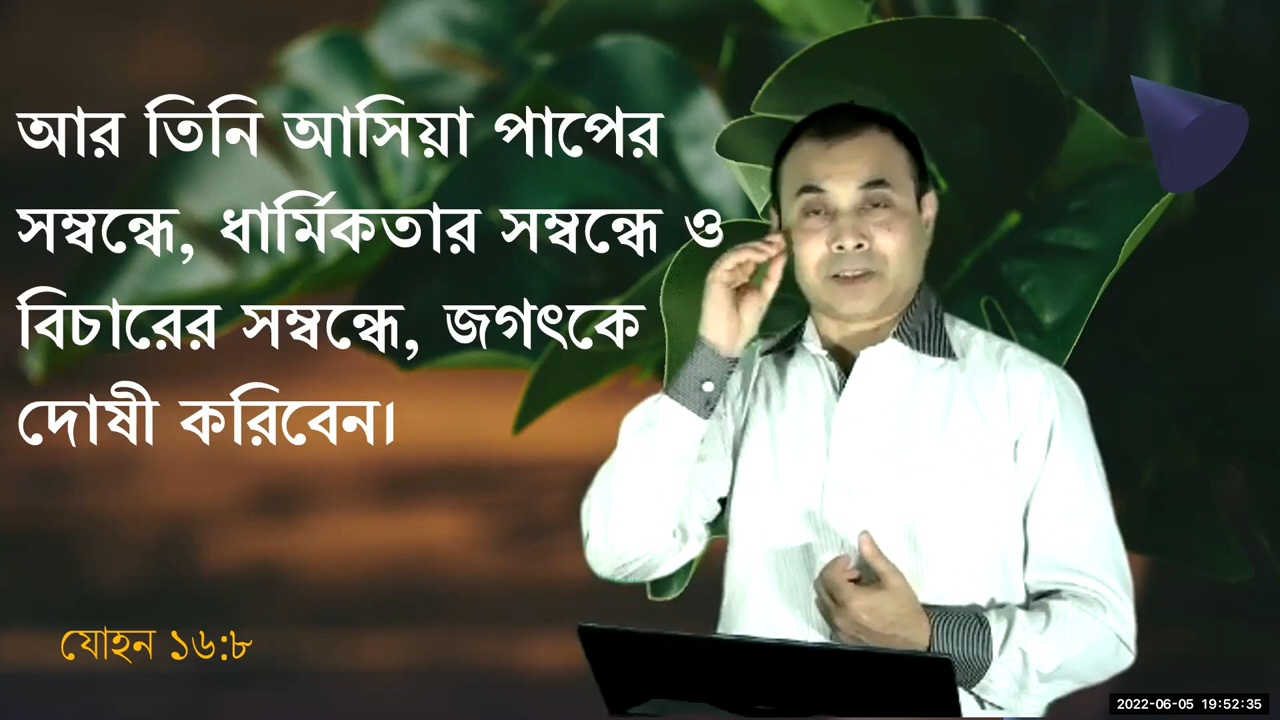 আর তিনি আসিয়া পাপের
সম্বন্ধে, ধার্মিকতার সম্বন্ধে ও
বিচারের সম্বন্ধে, জগৎকে
দোষী করিবেন।
যোহন ১৬:৮
2022-06-05 19:52:35